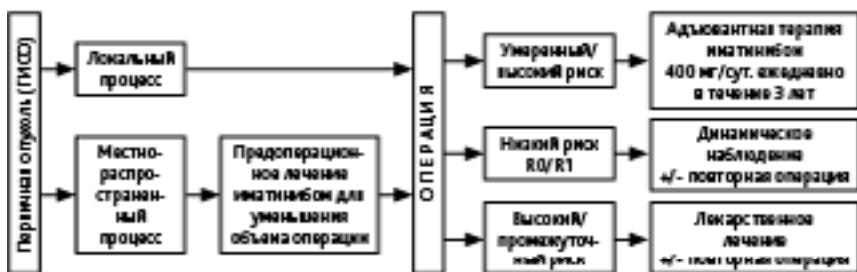 Первичная опухоль (ГИСО)
Локальный
процесс
Местно-
распро-
странен-
ный
процесс
Предоперацион-
ное лечение
иматинибом для
уменьшения
объема операции
ОПЕРАЦИЯ
Умеренный/
высокий риск
Адъювантная терапия
иматинибом
400 мг/сут. ежедневно
в течение 3 лет
Низкий риск
R0/R1
Динамическое
наблюдение
+/- повторная операция
Высокий/
промежуточ-
ный риск
Лекарственное
лечение
+/- повторная операция